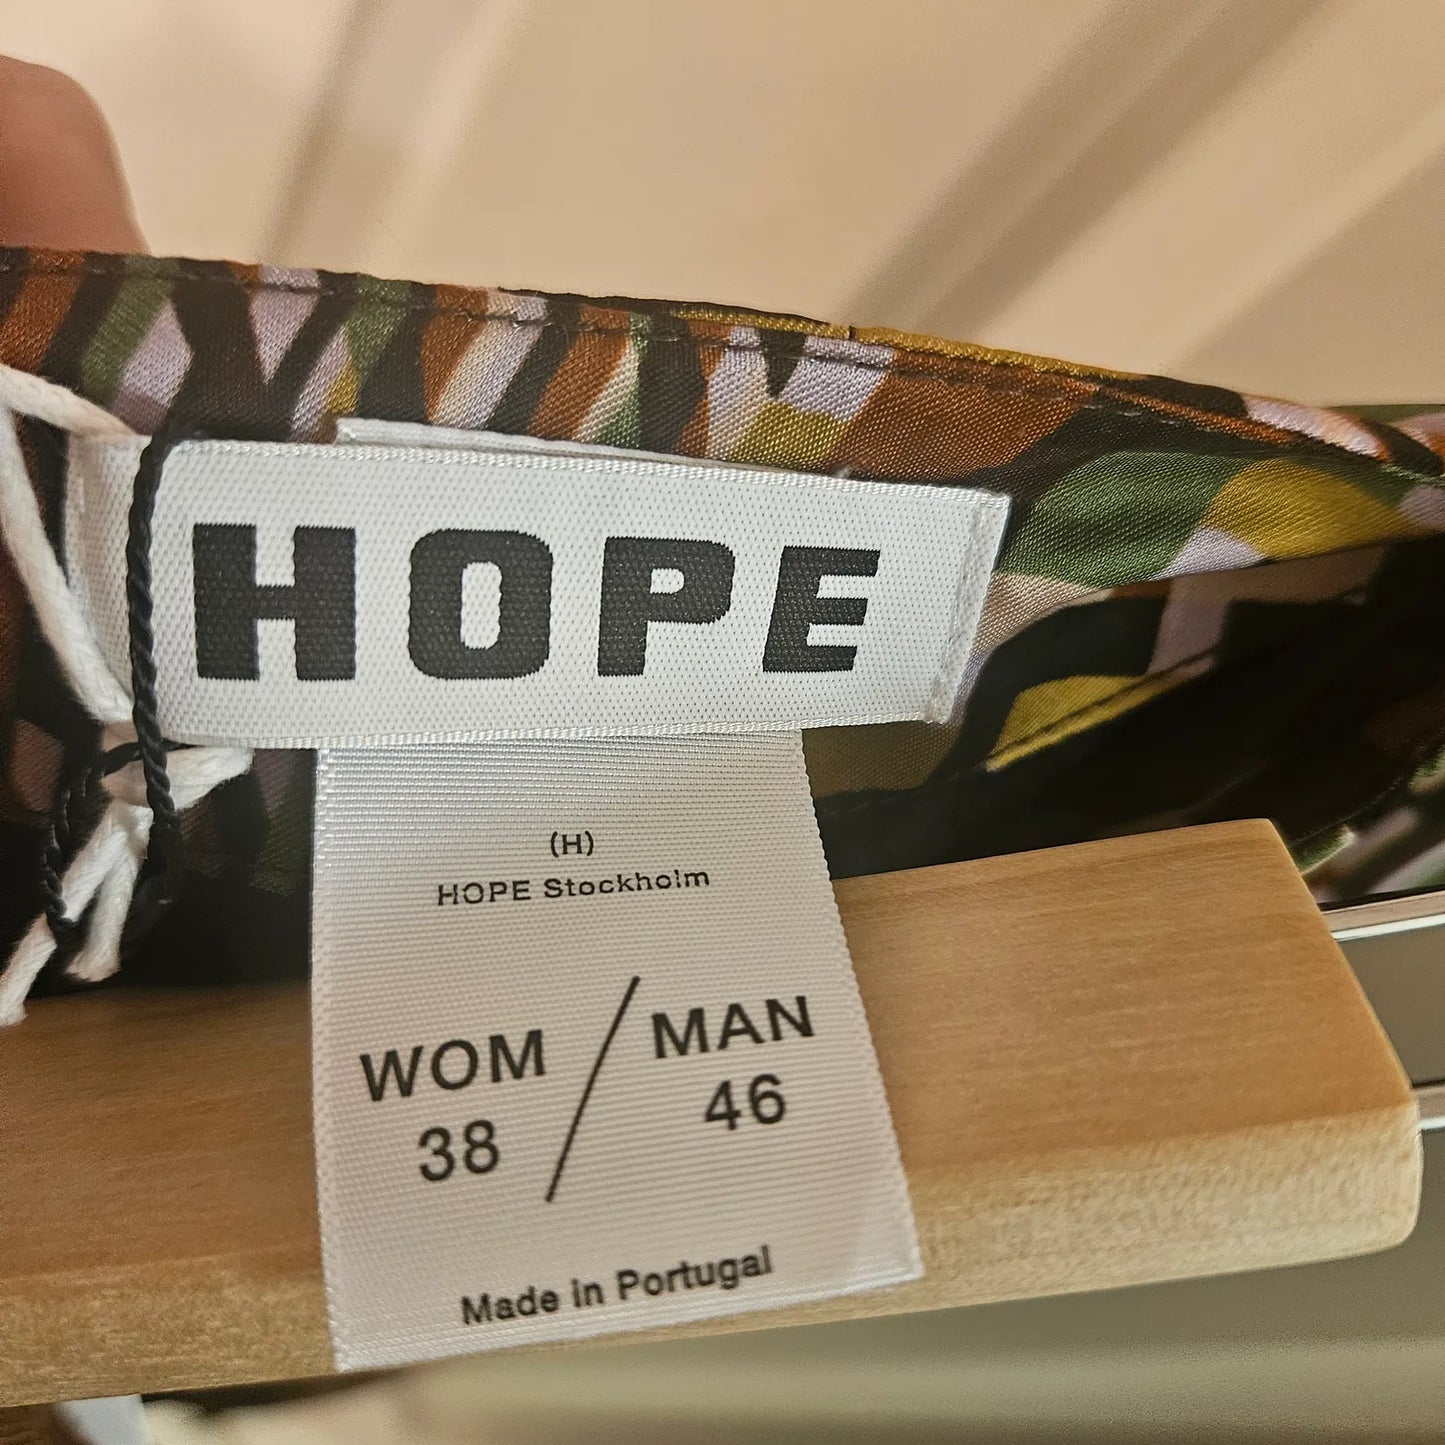 HOPE
(H)
HOPE Stockholm
WOM / MAN
38 46
Made in Portugal